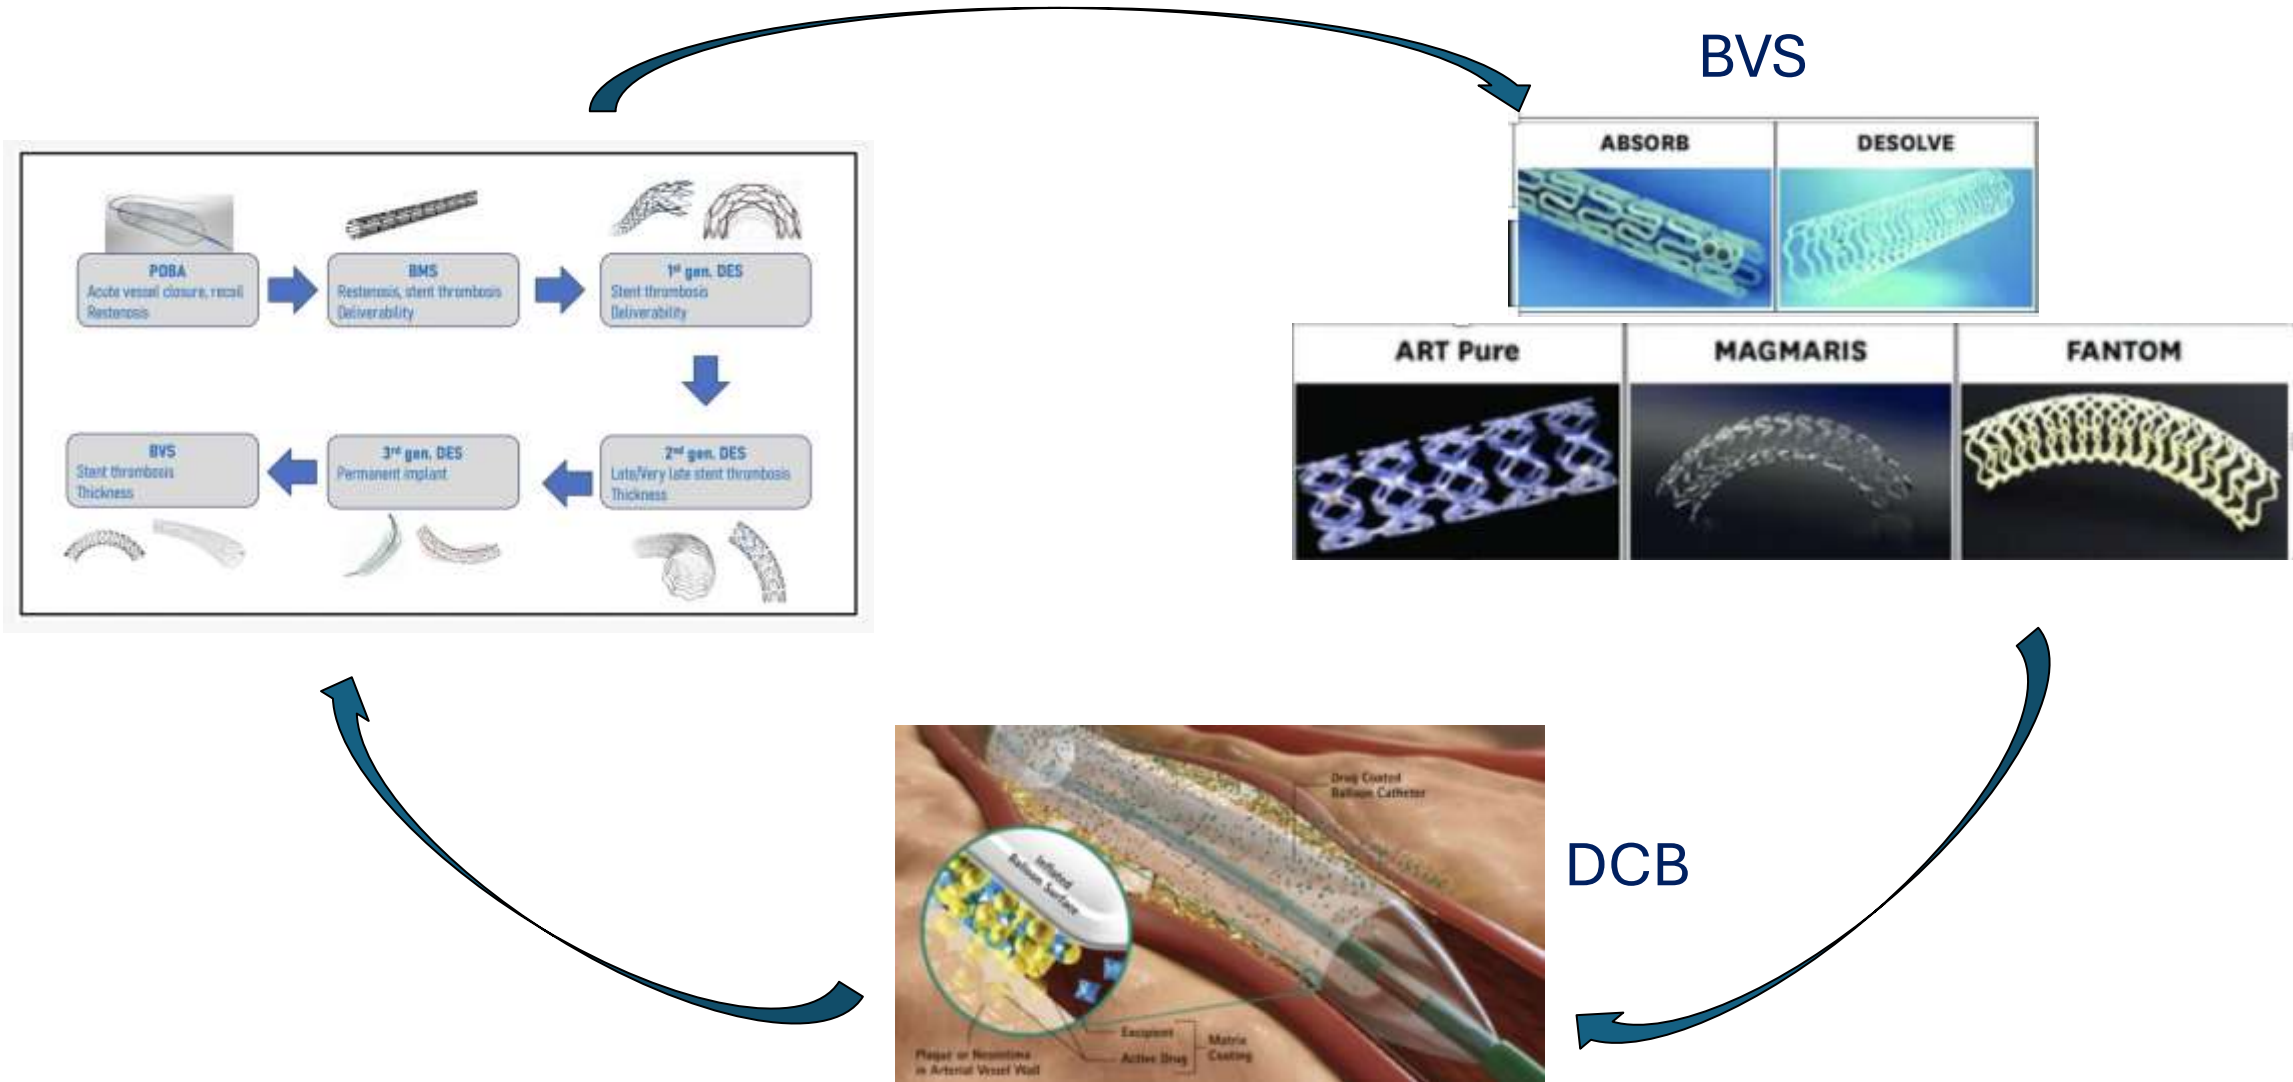 BVS
POBA
Acute vessel closure, recoil
Restenosis
BMS
Restenosis, stent thrombosis
Deliverability
1st gen. DES
Stent thrombosis
Deliverability
BVS
Stent thrombosis
Thickness
3rd gen. DES
Permanent implant
2nd gen. DES
Late/Very late stent thrombosis
Thickness
ABSORB
DESOLVE
ART Pure
MAGMARIS
FANTOM
Drug Coated
Balloon Catheter
Inflated
Balloon Surface
Excipient
Active Drug
Matrix
Coating
Plaque or Neointima
in Arterial Vessel Wall
DCB